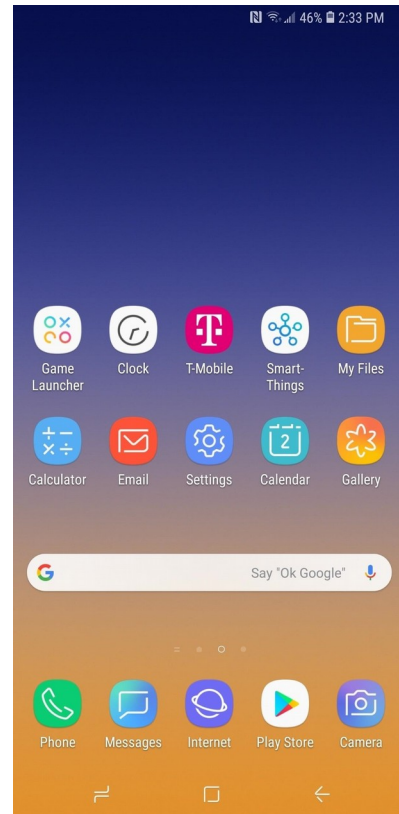 46% 2:33 PM
Game Launcher
Clock
T-Mobile
Smart-Things
My Files
2
Calculator
Email
Settings
Calendar
Gallery
G
Say "Ok Google"
Phone
Messages
Internet
Play Store
Camera